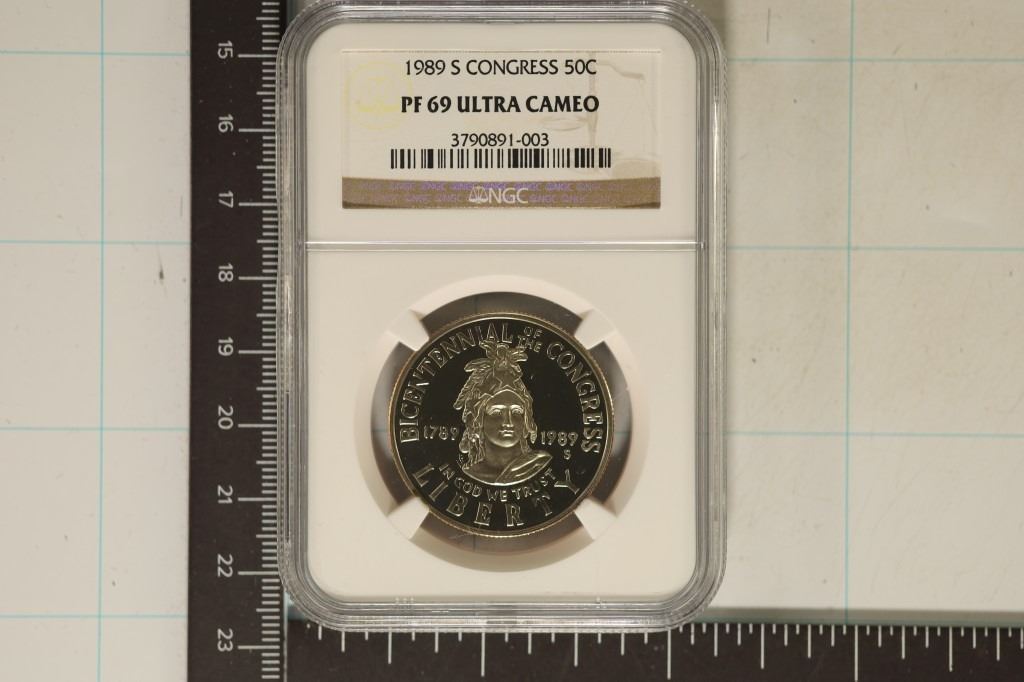 1989 S CONGRESS 50C
PF 69 ULTRA CAMEO
3790891-003
NGC
BICENTENNIAL OF THE CONGRESS
1789 1989
S
IN GOD WE TRUST
LIBERTY
15
16
17
18
19
20
21
22
23